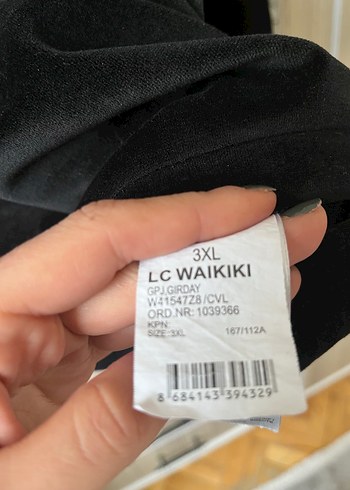 3XL
LC WAIKIKI
GPJ.GIRDAY
W41547Z8/CVL
ORD.NR: 1039366
KPN:
SIZE :3XL 167/112A
8 684143 394329